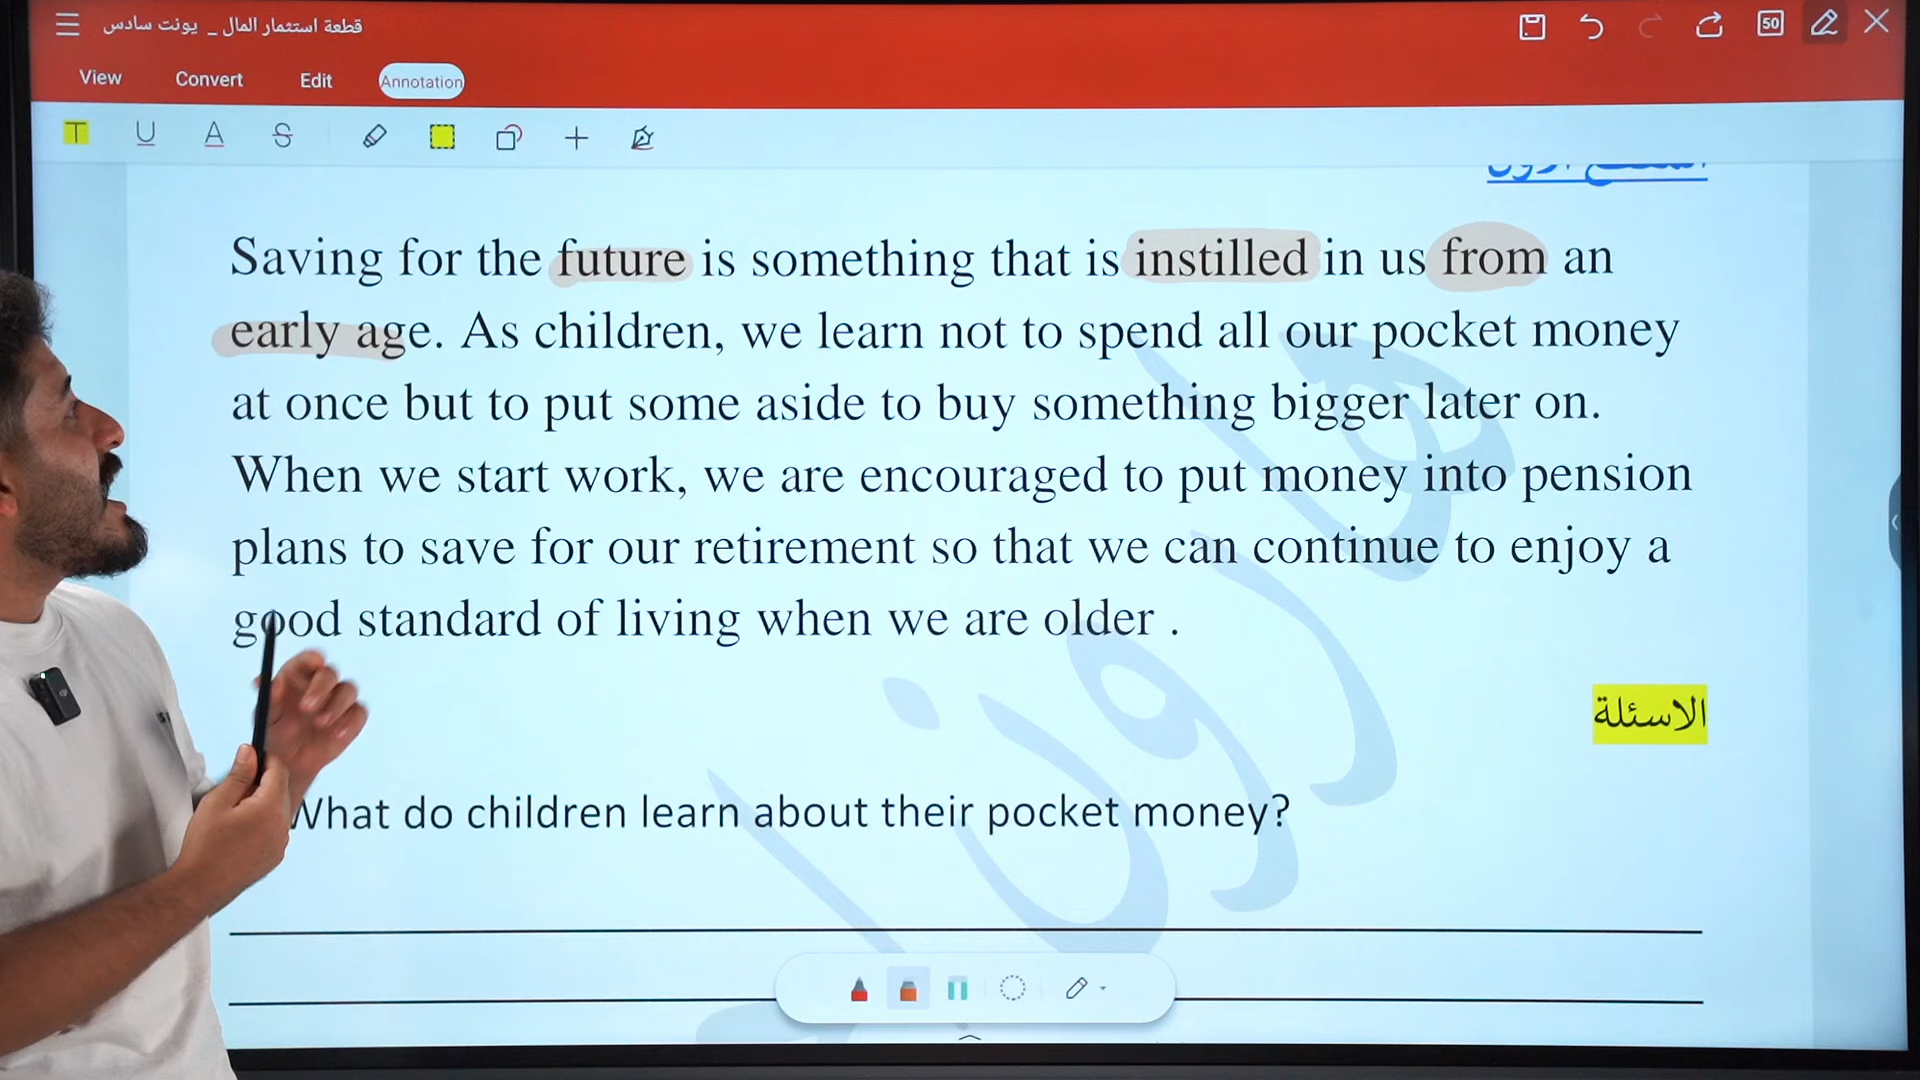 قطعة استثمار المال _ يونت سادس
50
View Convert Edit Annotation
T U A S
Saving for the future is something that is instilled in us from an
early age. As children, we learn not to spend all our pocket money
at once but to put some aside to buy something bigger later on.
When we start work, we are encouraged to put money into pension
plans to save for our retirement so that we can continue to enjoy a
good standard of living when we are older .
الاسئلة
What do children learn about their pocket money?